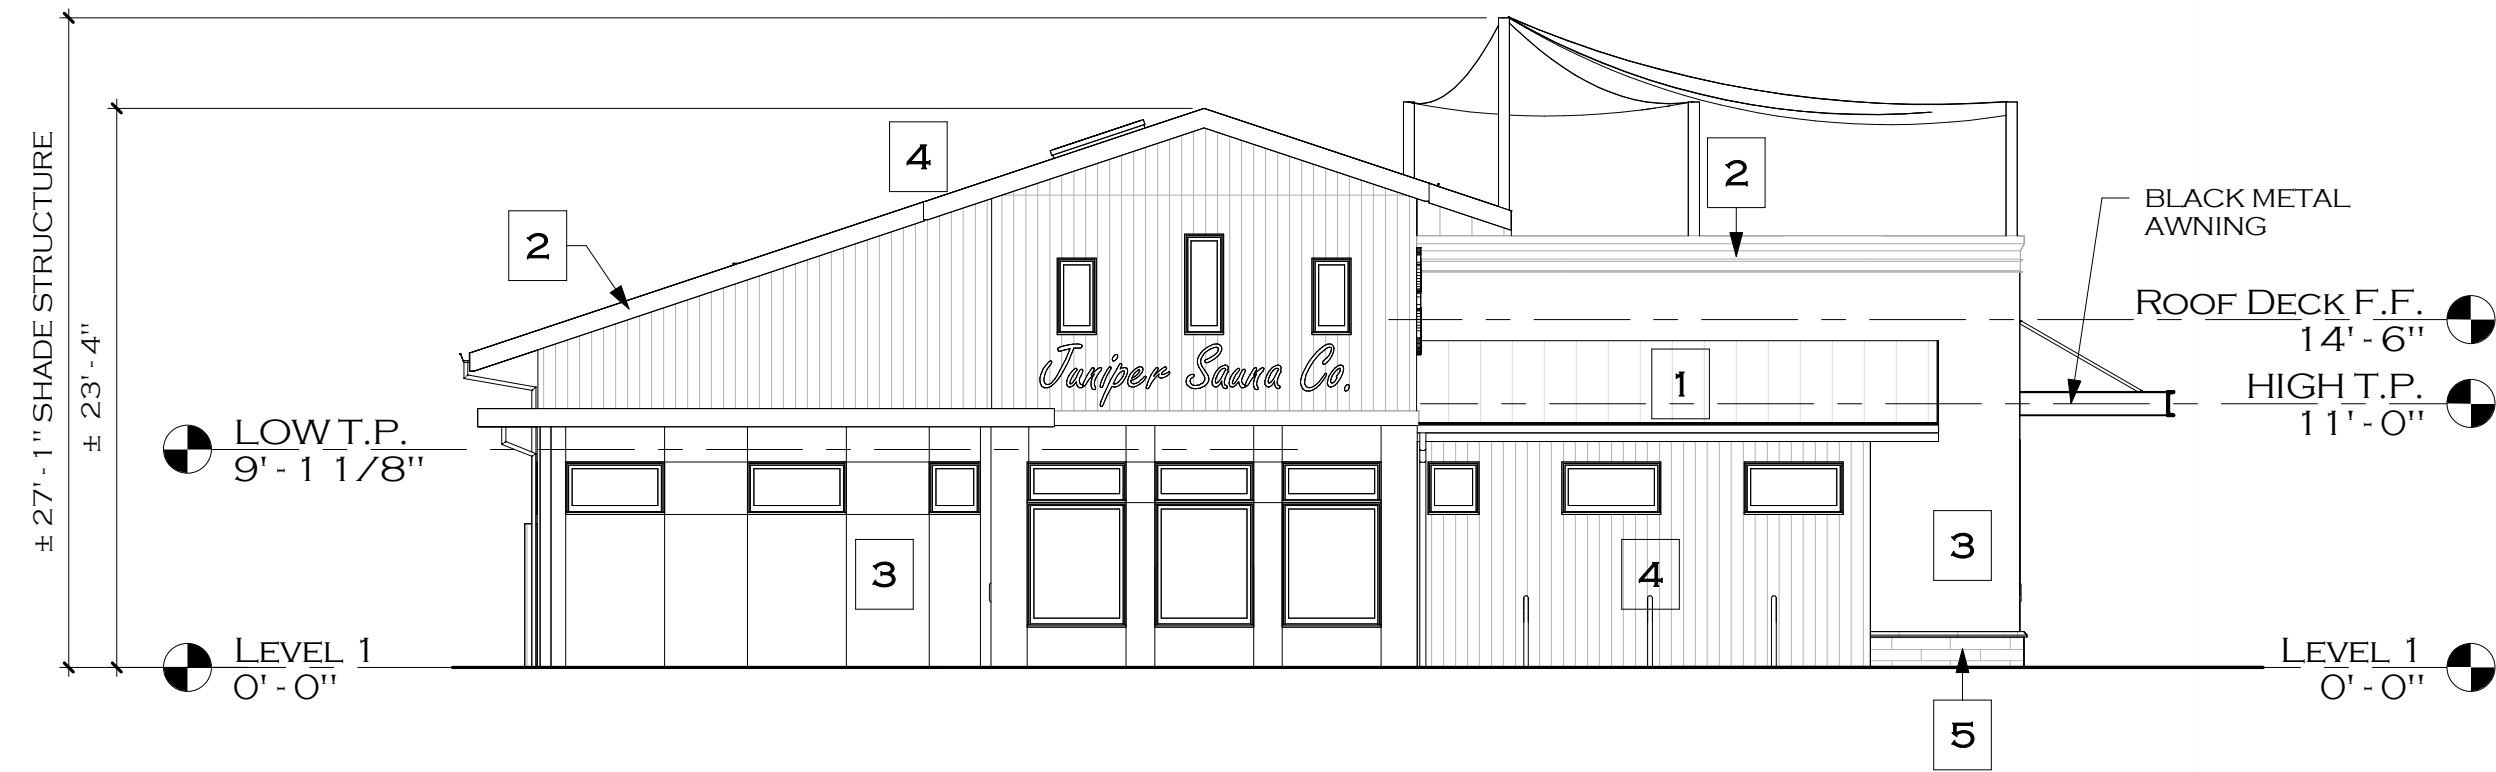 ± 27' - 1" SHADE STRUCTURE
± 23' - 4"
4
2
2
BLACK METAL
AWNING
ROOF DECK F.F.
14' - 6"
Juniper Sauna Co.
1
HIGH T.P.
11' - 0"
LOW T.P.
9' - 1 1/8"
3
4
3
LEVEL 1
0' - 0"
LEVEL 1
0' - 0"
5